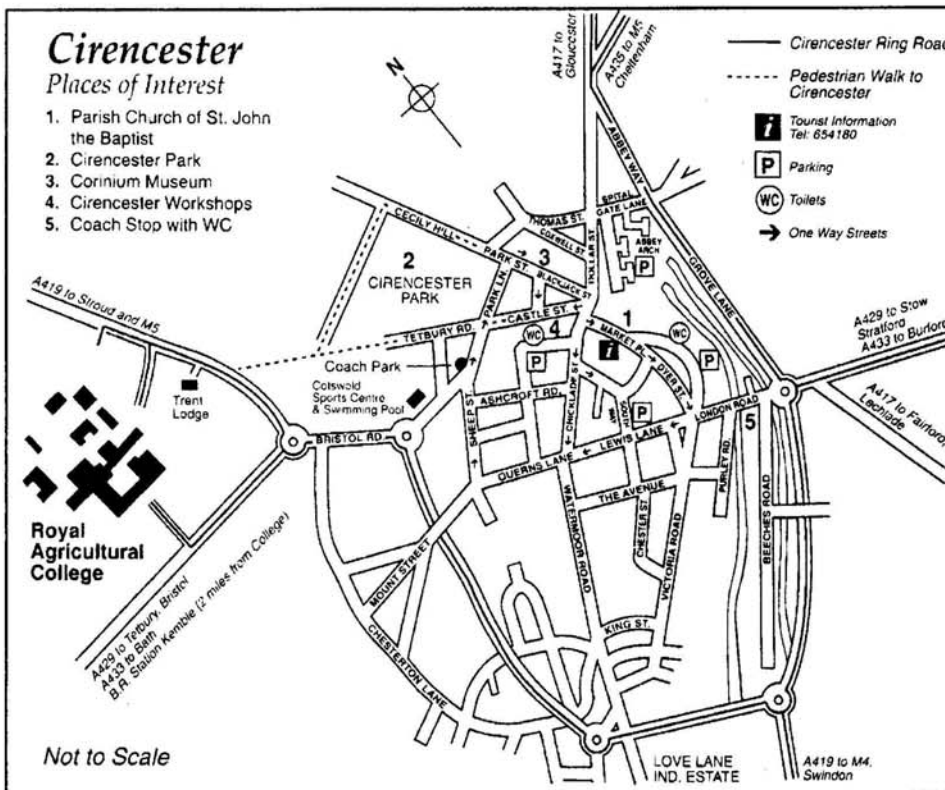 Cirencester
Places of Interest
1. Parish Church of St. John
the Baptist
2. Cirencester Park
3. Corinium Museum
4. Cirencester Workshops
5. Coach Stop with WC
N
A417 to
Gloucester
A435 to M5
Cheltenham
Cirencester Ring Road
Pedestrian Walk to
Cirencester
i
Tourist Information
Tel: 654180
P
Parking
WC
Toilets
One Way Streets
ABBEY WAY
SPITAL
GATE LANE
THOMAS ST.
COXWELL ST.
CECILY HILL
PARK ST.
3
BLACKJACK ST
DOLLAR ST
ABBEY
ARCH
P
GROVE LANE
2
CIRENCESTER
PARK
PARK LN.
A419 to Stroud and M5
TETBURY RD.
CASTLE ST.
1
MARKET PL.
WC
4
WC
i
P
P
DYER ST.
A429 to Stow
Stratford
A433 to Burford
Coach Park
Trent
Lodge
Cotswold
Sports Centre
& Swimming Pool
ASHCROFT RD.
CRICKLADE ST
SOUTH
WAY
P
LONDON ROAD
5
A417 to Fairford,
Lechlade
BRISTOL RD.
SHEEP ST.
QUERNS LANE
LEWIS LANE
PURLEY RD.
Royal
Agricultural
College
THE AVENUE
CHESTER ST
VICTORIA ROAD
WATERMOOR ROAD
BEECHES ROAD
MOUNT STREET
KING ST.
A429 to Tetbury, Bristol
A433 to Bath
B.R. Station Kemble (2 miles from College)
CHESTERTON LANE
Not to Scale
LOVE LANE
IND. ESTATE
A419 to M4,
Swindon